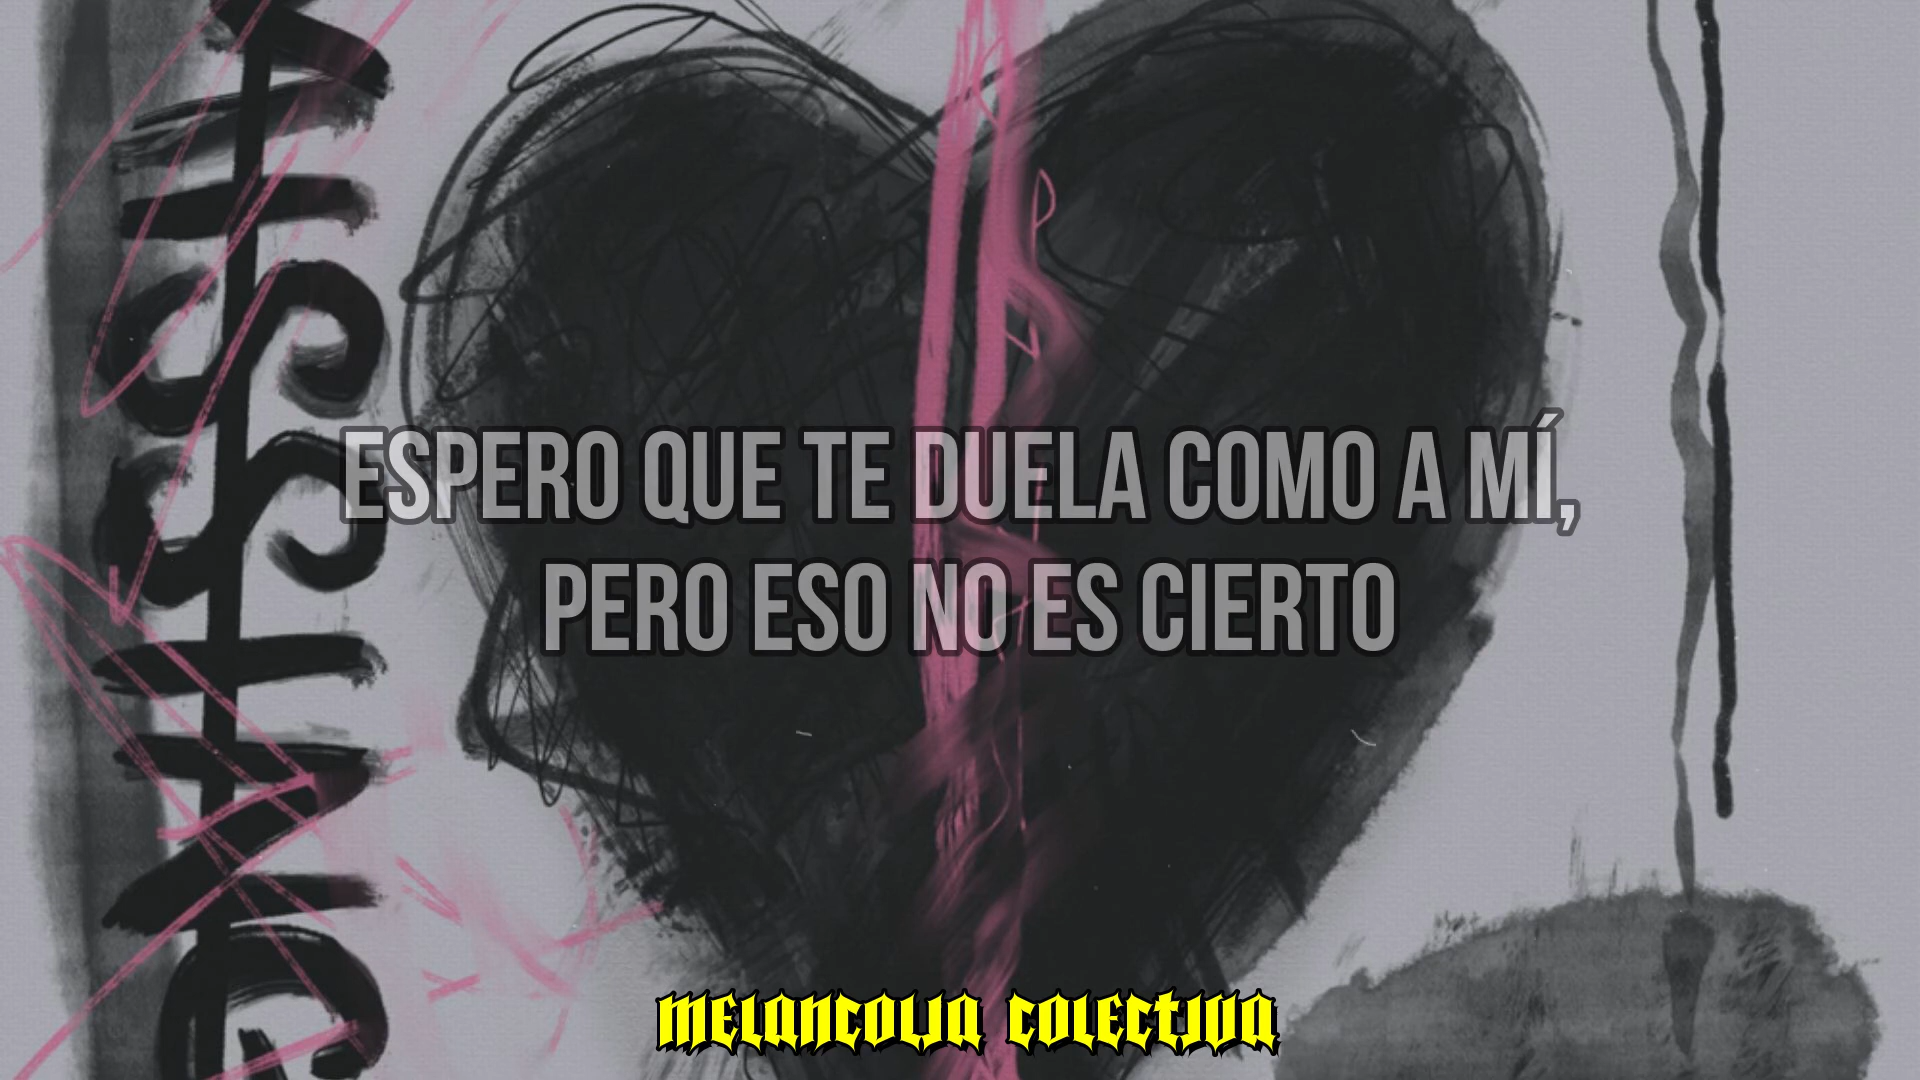 ESPERO QUE TE DUELA COMO A MÍ,
PERO ESO NO ES CIERTO
MELANCOLIA COLECTIVA